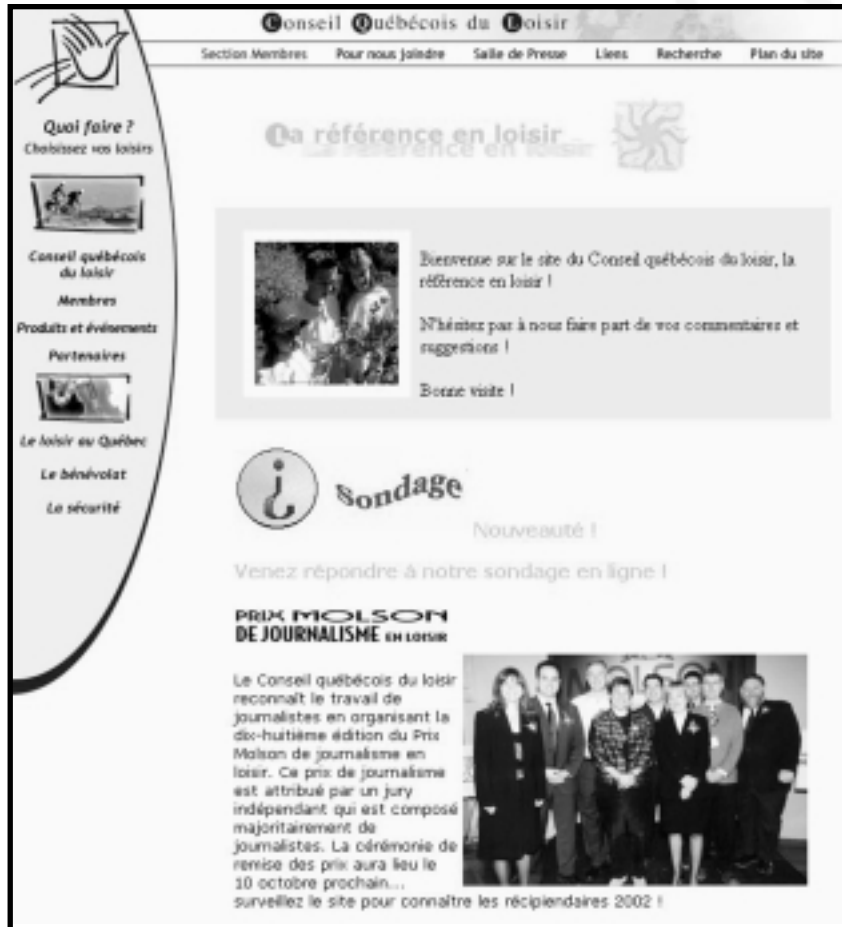 Conseil Québécois du Loisir
Section Membres Pour nous joindre Salle de Presse Liens Recherche Plan du site
Quoi faire ?
Choisissez vos loisirs
Conseil québécois
du loisir
Membres
Produits et événements
Partenaires
Le loisir au Québec
Le bénévolat
La sécurité
La référence en loisir
La référence en loisir
Bienvenue sur le site du Conseil québécois du loisir, la
référence en loisir !
N'hésitez pas à nous faire part de vos commentaires et
suggestions !
Bonne visite !
Sondage
Nouveauté !
Venez répondre à notre sondage en ligne !
PRIX MOLSON
DE JOURNALISME EN LOISIR
Le Conseil québécois du loisir
reconnaît le travail de
journalistes en organisant la
dix-huitième édition du Prix
Molson de journalisme en
loisir. Ce prix de journalisme
est attribué par un jury
indépendant qui est composé
majoritairement de
journalistes. La cérémonie de
remise des prix aura lieu le
10 octobre prochain...
surveillez le site pour connaître les récipiendaires 2002 !
MOLSON